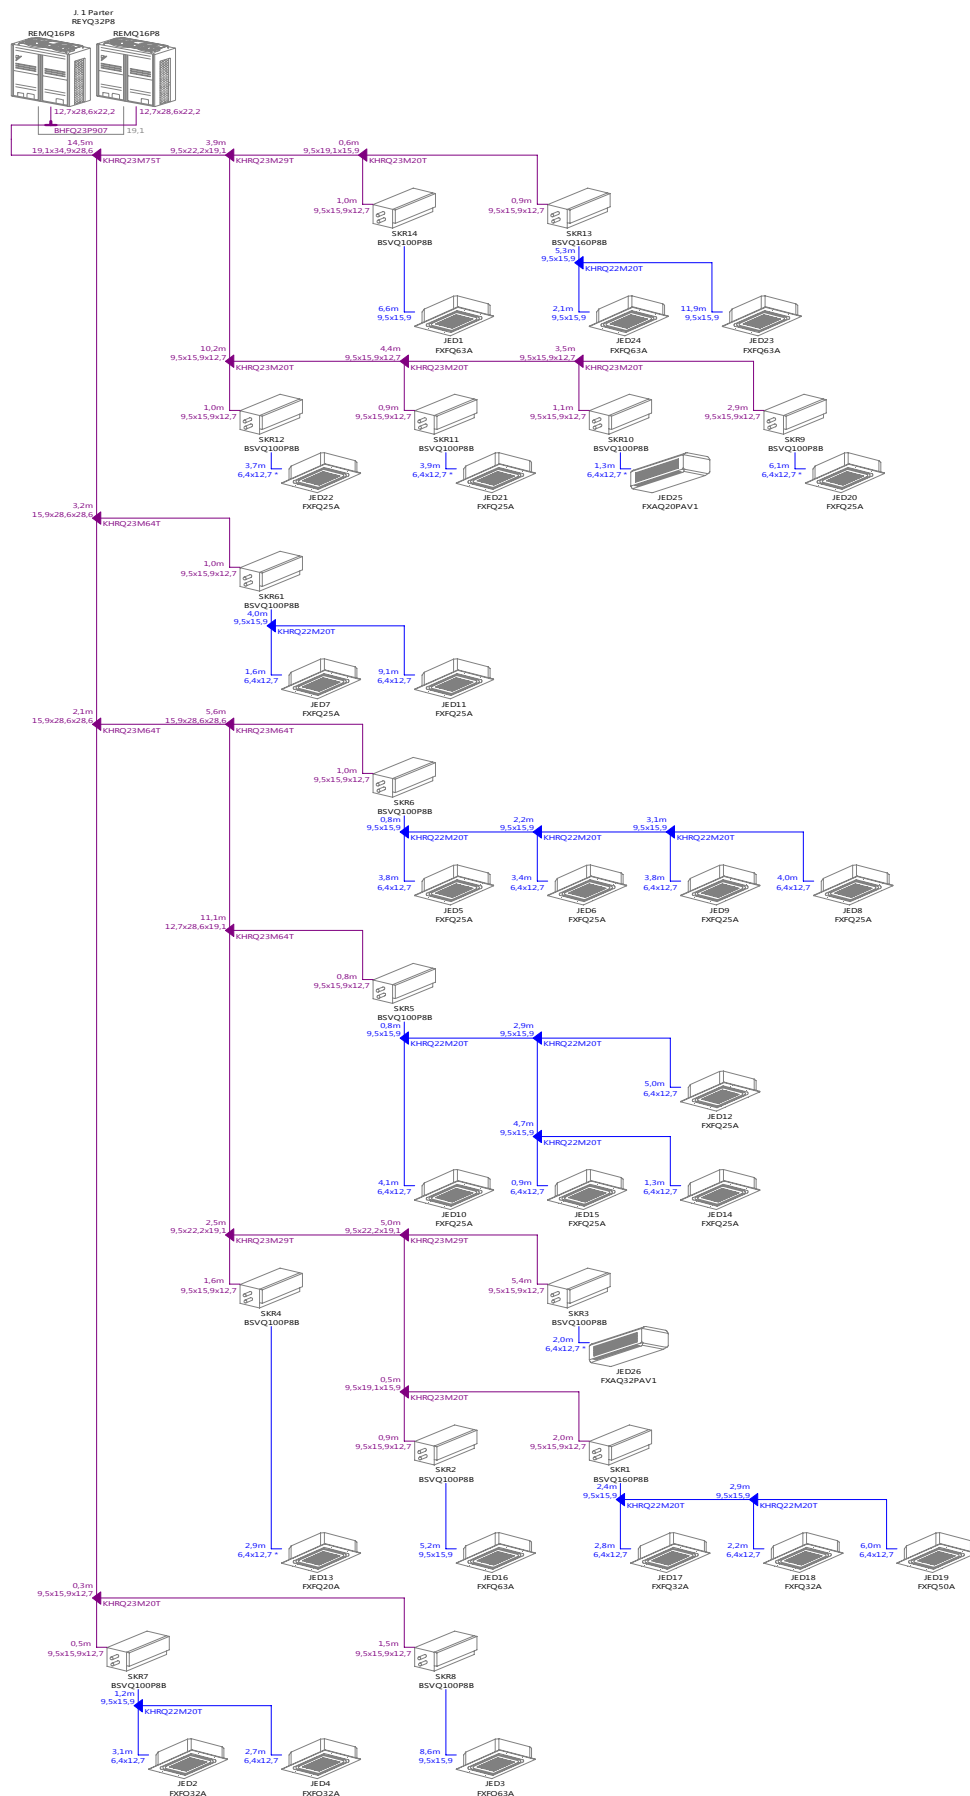 J. 1 Parter
REYQ32P8
REMQ16P8 REMQ16P8
12,7x28,6x22,2 12,7x28,6x22,2
BHFQ23P907 19,1
14,5m 3,9m 0,6m
19,1x34,9x28,6 9,5x22,2x19,1 9,5x19,1x15,9
KHRQ23M75T KHRQ23M29T KHRQ23M20T
1,0m 0,9m
9,5x15,9x12,7 9,5x15,9x12,7
SKR14 SKR13
BSVQ100P8B BSVQ160P8B
5,3m
9,5x15,9
KHRQ22M20T
6,6m 2,1m 11,9m
9,5x15,9 9,5x15,9 9,5x15,9
JED1 JED24 JED23
FXFQ63A FXFQ63A FXFQ63A
10,2m 4,4m 3,5m
9,5x15,9x12,7 9,5x15,9x12,7 9,5x15,9x12,7
KHRQ23M20T KHRQ23M20T KHRQ23M20T
1,0m 0,9m 1,1m 2,9m
9,5x15,9x12,7 9,5x15,9x12,7 9,5x15,9x12,7 9,5x15,9x12,7
SKR12 SKR11 SKR10 SKR9
BSVQ100P8B BSVQ100P8B BSVQ100P8B BSVQ100P8B
3,7m 3,9m 1,3m 6,1m
6,4x12,7 * 6,4x12,7 * 6,4x12,7 * 6,4x12,7 *
JED22 JED21 JED25 JED20
FXFQ25A FXFQ25A FXAQ20PAV1 FXFQ25A
3,2m
15,9x28,6x28,6
KHRQ23M64T
1,0m
9,5x15,9x12,7
SKR61
BSVQ100P8B
4,0m
9,5x15,9
KHRQ22M20T
1,6m 9,1m
6,4x12,7 6,4x12,7
JED7 JED11
FXFQ25A FXFQ25A
2,1m 5,6m
15,9x28,6x28,6 15,9x28,6x28,6
KHRQ23M64T KHRQ23M64T
1,0m
9,5x15,9x12,7
SKR6
BSVQ100P8B
0,8m 2,2m 3,1m
9,5x15,9 9,5x15,9 9,5x15,9
KHRQ22M20T KHRQ22M20T KHRQ22M20T
3,8m 3,4m 3,8m 4,0m
6,4x12,7 6,4x12,7 6,4x12,7 6,4x12,7
JED5 JED6 JED9 JED8
FXFQ25A FXFQ25A FXFQ25A FXFQ25A
11,1m
12,7x28,6x19,1
KHRQ23M64T
0,8m
9,5x15,9x12,7
SKR5
BSVQ100P8B
0,8m 2,9m
9,5x15,9 9,5x15,9
KHRQ22M20T KHRQ22M20T
5,0m
6,4x12,7
JED12
FXFQ25A
4,7m
9,5x15,9
KHRQ22M20T
4,1m 0,9m 1,3m
6,4x12,7 6,4x12,7 6,4x12,7
JED10 JED15 JED14
FXFQ25A FXFQ25A FXFQ25A
2,5m 5,0m
9,5x22,2x19,1 9,5x22,2x19,1
KHRQ23M29T KHRQ23M29T
1,6m 5,4m
9,5x15,9x12,7 9,5x15,9x12,7
SKR4 SKR3
BSVQ100P8B BSVQ100P8B
2,0m
6,4x12,7 *
JED26
FXAQ32PAV1
0,5m
9,5x19,1x15,9
KHRQ23M20T
0,9m 2,0m
9,5x15,9x12,7 9,5x15,9x12,7
SKR2 SKR1
BSVQ100P8B BSVQ160P8B
2,4m 2,9m
9,5x15,9 9,5x15,9
KHRQ22M20T KHRQ22M20T
2,9m 5,2m 2,8m 2,2m 6,0m
6,4x12,7 * 9,5x15,9 6,4x12,7 6,4x12,7 6,4x12,7
JED13 JED16 JED17 JED18 JED19
FXFQ20A FXFQ63A FXFQ32A FXFQ32A FXFQ50A
0,3m
9,5x15,9x12,7
KHRQ23M20T
0,5m 1,5m
9,5x15,9x12,7 9,5x15,9x12,7
SKR7 SKR8
BSVQ100P8B BSVQ100P8B
1,2m
9,5x15,9
KHRQ22M20T
3,1m 2,7m 8,6m
6,4x12,7 6,4x12,7 9,5x15,9
JED2 JED4 JED3
FXFQ32A FXFQ32A FXFQ63A